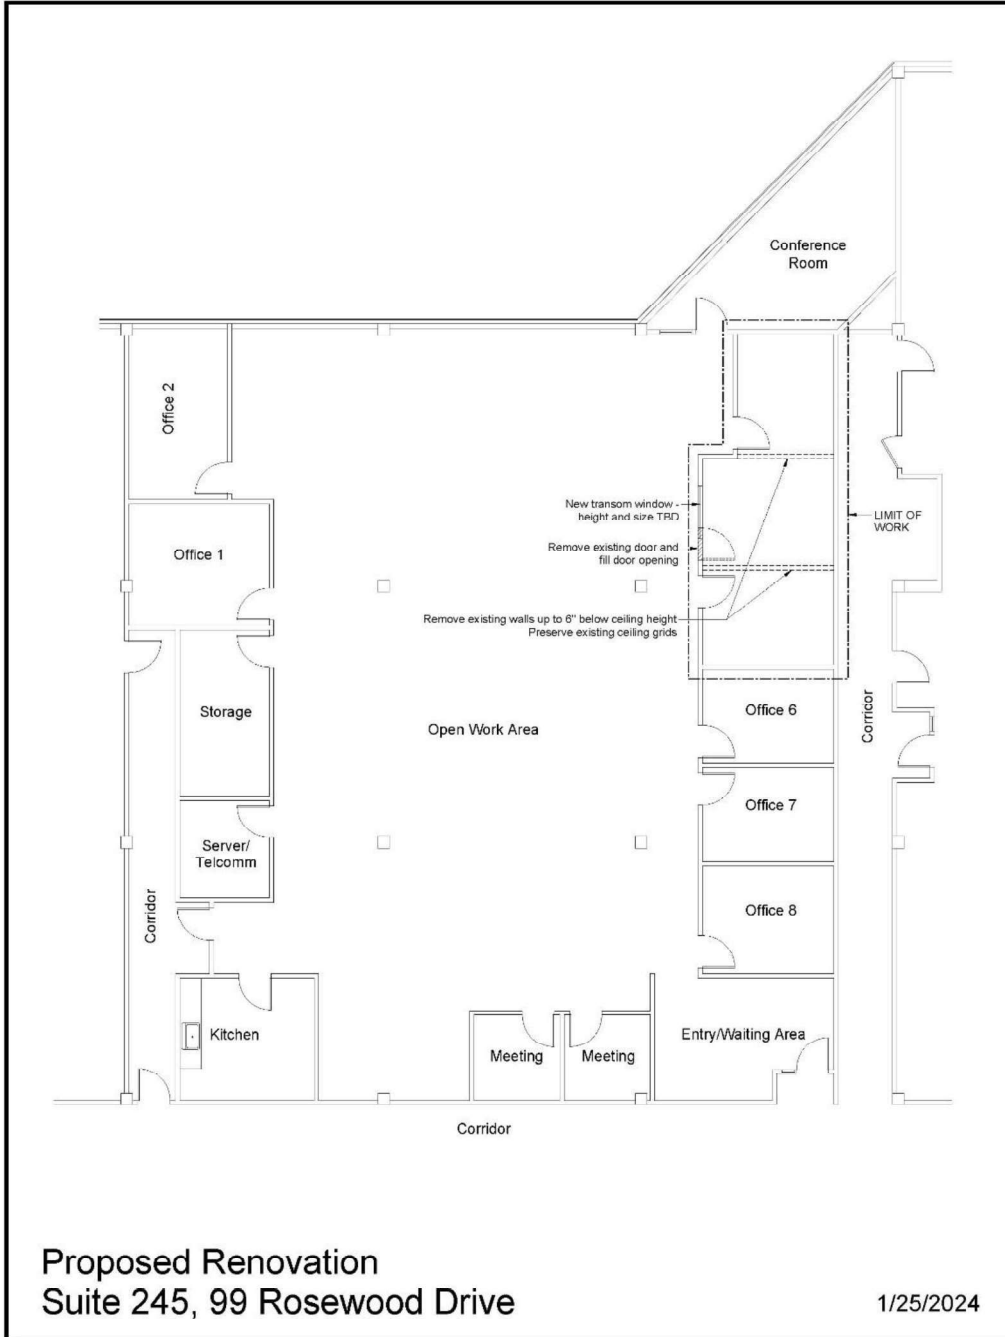 Conference
Room
Office 2
New transom window -
height and size TBD
LIMIT OF
WORK
Office 1
Remove existing door and
fill door opening
Remove existing walls up to 6" below ceiling height
Preserve existing ceiling grids
Storage
Office 6
Open Work Area
Corricor
Office 7
Server/
Telcomm
Corridor
Office 8
Kitchen
Meeting
Meeting
Entry/Waiting Area
Corridor
Proposed Renovation
Suite 245, 99 Rosewood Drive
1/25/2024